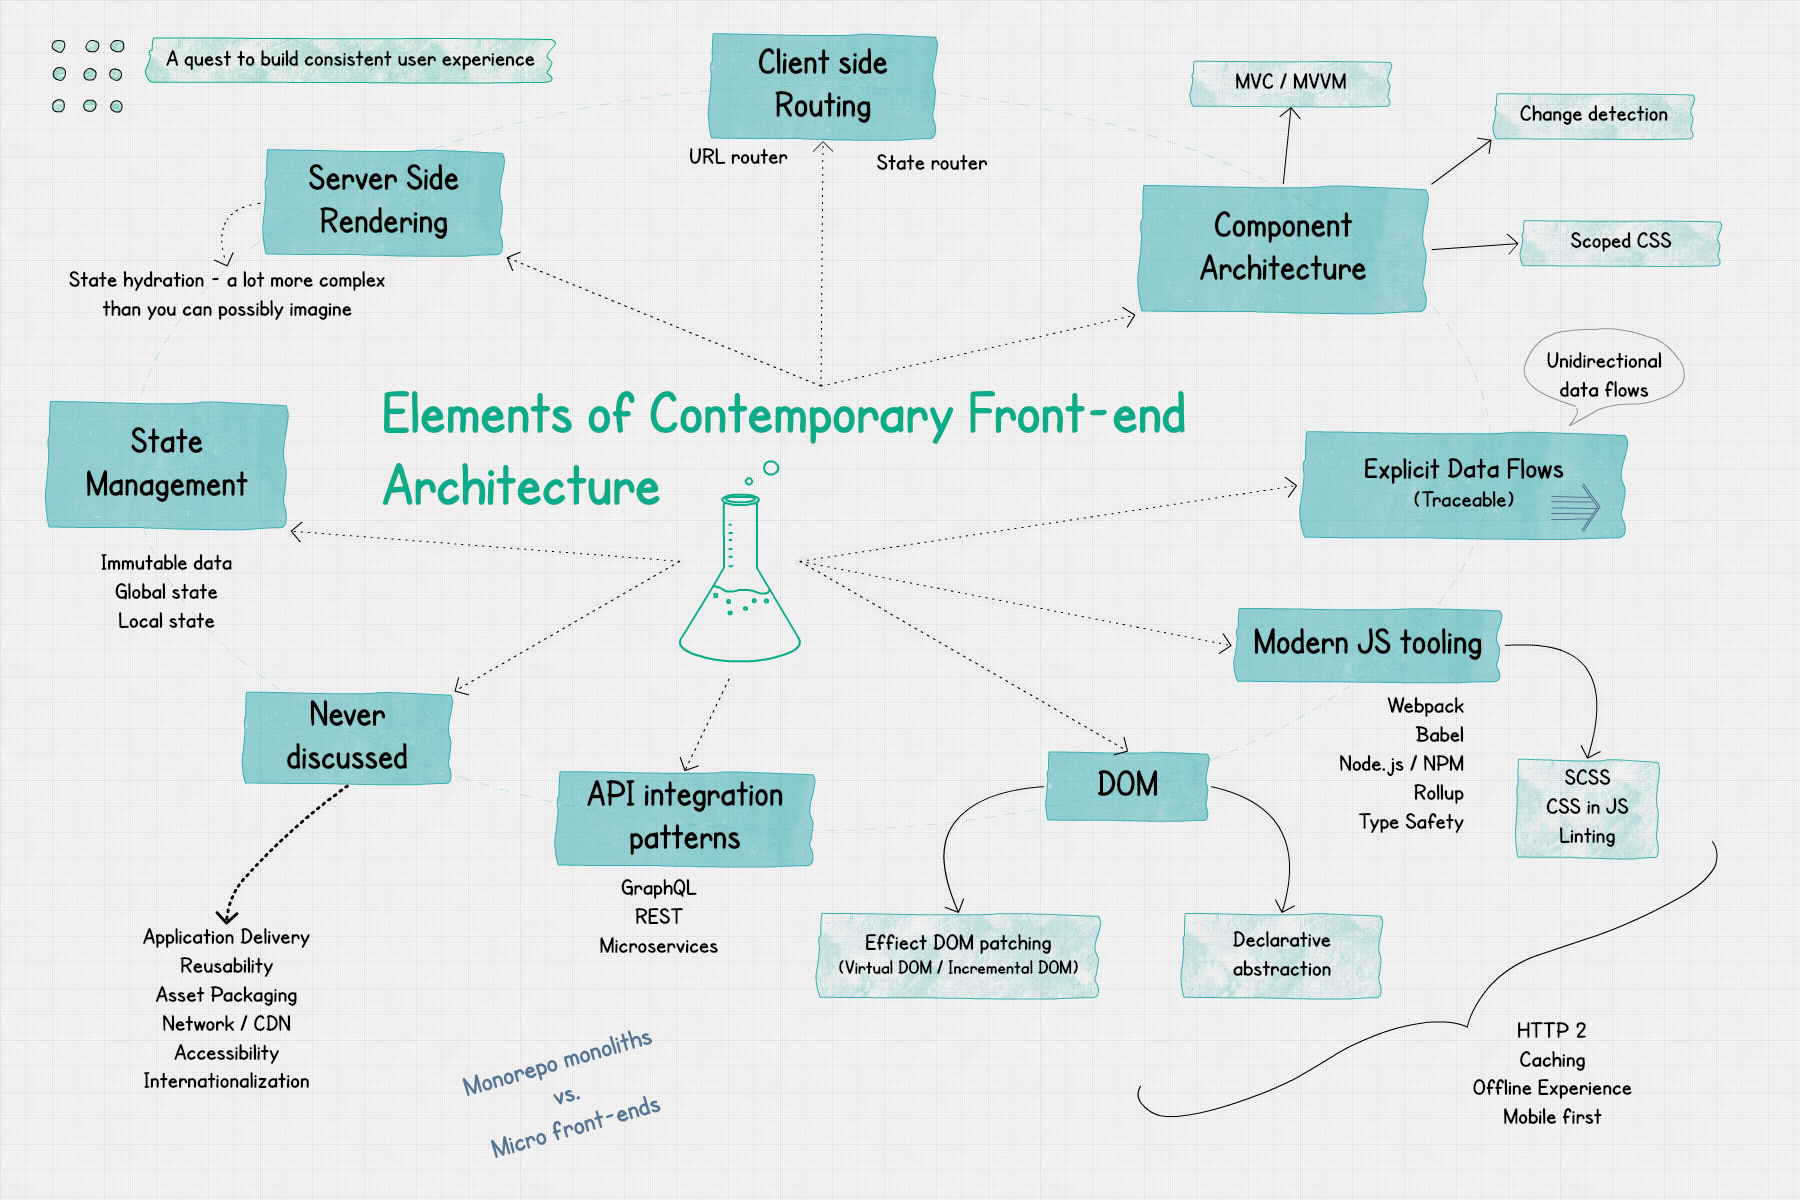 A quest to build consistent user experience
Client side
Routing
URL router
State router
MVC / MVVM
Change detection
Server Side
Rendering
State hydration - a lot more complex
than you can possibly imagine
Component
Architecture
Scoped CSS
Unidirectional
data flows
Elements of Contemporary Front-end
Architecture
State
Management
Immutable data
Global state
Local state
Explicit Data Flows
(Traceable)
Modern JS tooling
Webpack
Babel
Node.js / NPM
Rollup
Type Safety
SCSS
CSS in JS
Linting
Never
discussed
Application Delivery
Reusability
Asset Packaging
Network / CDN
Accessibility
Internationalization
API integration
patterns
GraphQL
REST
Microservices
DOM
Effiect DOM patching
(Virtual DOM / Incremental DOM)
Declarative
abstraction
Monorepo monoliths
vs.
Micro front-ends
HTTP 2
Caching
Offline Experience
Mobile first